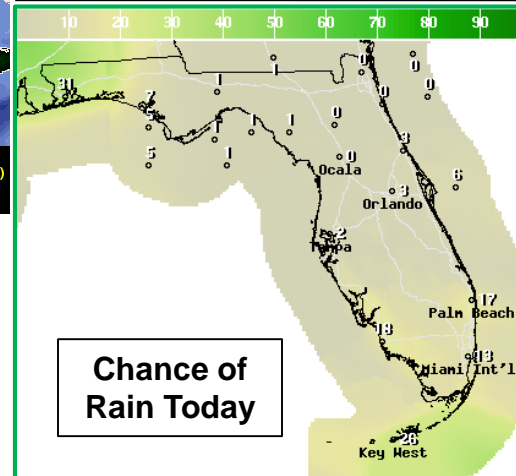 10 20 30 40 50 60 70 80 90
0
1 0
31 1 0
7 0
5 1 1 0
1 3
5 1 0
Ocala
3 6
Orlando
2
Tampa
17
Palm Beach
18
13
Miami Int'l
Chance of
Rain Today
26
Key West